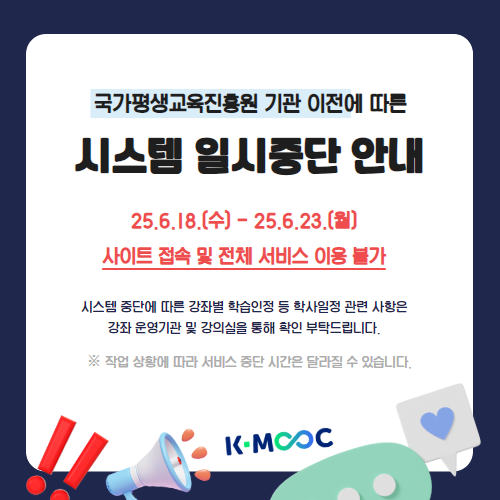 국가평생교육진흥원 기관 이전에 따른
시스템 일시중단 안내
25.6.18.(수) - 25.6.23.(월)
사이트 접속 및 전체 서비스 이용 불가
시스템 중단에 따른 강좌별 학습인정 등 학사일정 관련 사항은
강좌 운영기관 및 강의실을 통해 확인 부탁드립니다.
※ 작업 상황에 따라 서비스 중단 시간은 달라질 수 있습니다.
K-MOOC